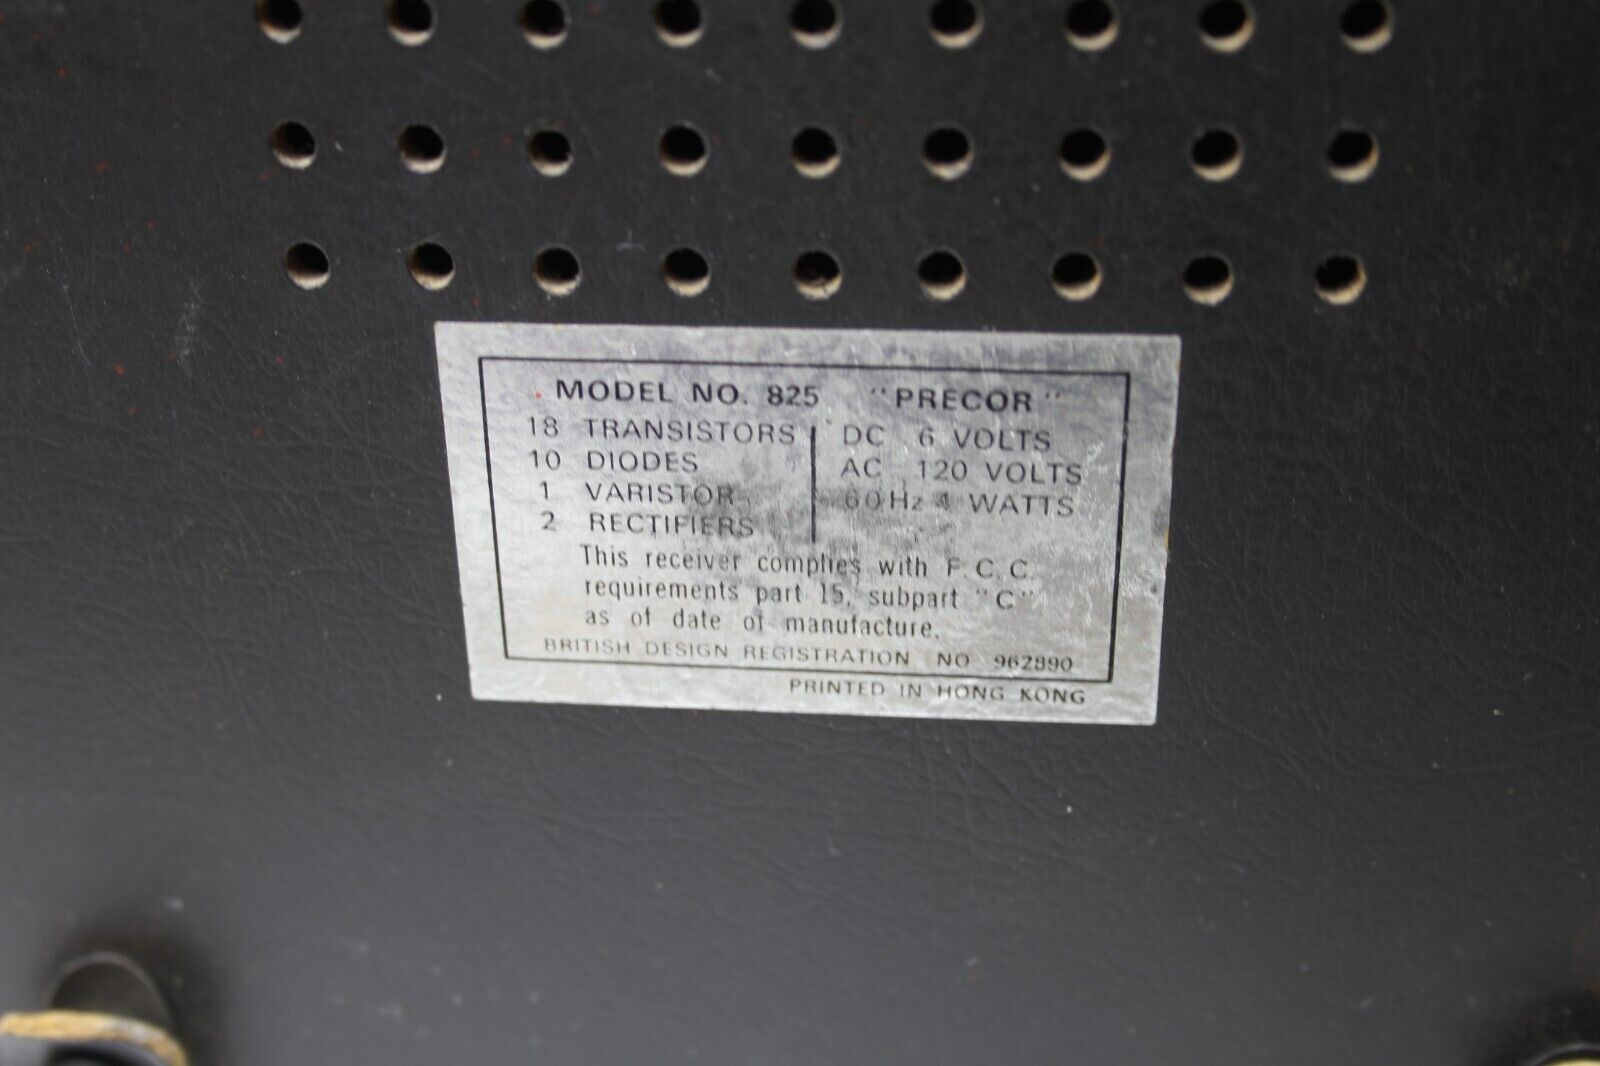 MODEL NO. 825 "PRECOR"
18 TRANSISTORS DC 6 VOLTS
10 DIODES AC 120 VOLTS
1 VARISTOR 60 Hz 4 WATTS
2 RECTIFIERS
This receiver complies with F.C.C.
requirements part 15, subpart "C"
as of date of manufacture.
BRITISH DESIGN REGISTRATION NO 962890
PRINTED IN HONG KONG